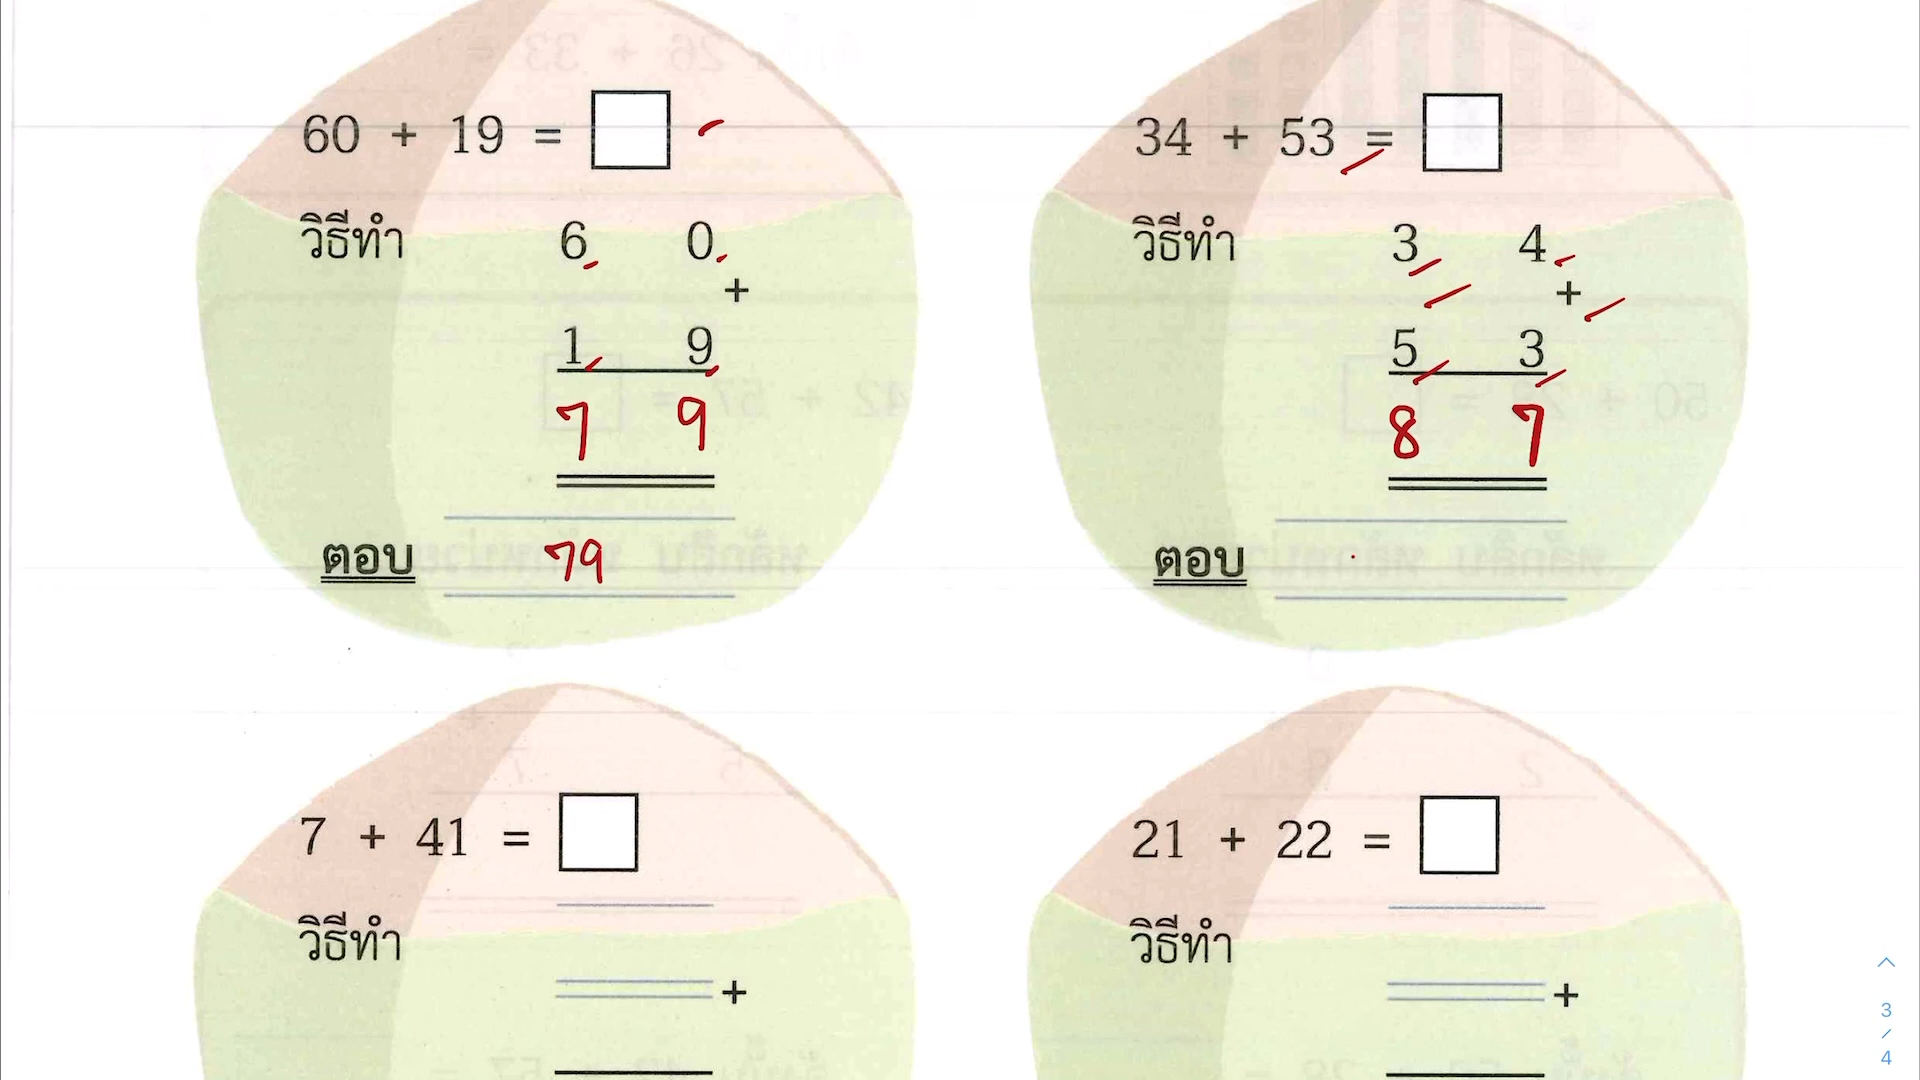 60 + 19 =
วิธีทำ
6 0
+
1 9
7 9
ตอบ 79
34 + 53 =
วิธีทำ
3 4
+
5 3
8 7
ตอบ
7 + 41 =
วิธีทำ
+
21 + 22 =
วิธีทำ
+
3
/
4